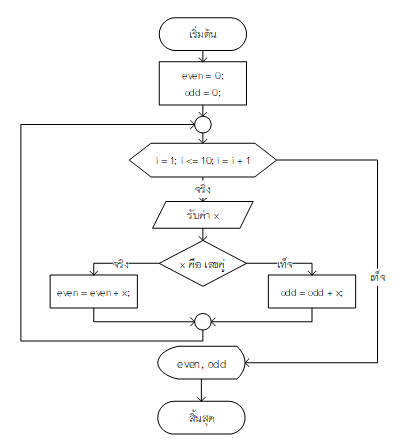 เริ่มต้น
even = 0;
odd = 0;
i = 1; i <= 10; i = i + 1
จริง
รับค่า x
x คือ เลขคู่
จริง
เท็จ
เท็จ
even = even + x;
odd = odd + x;
even, odd
สิ้นสุด